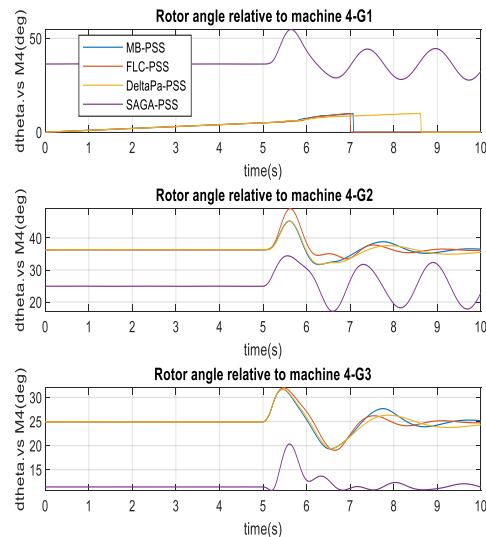 Rotor angle relative to machine 4-G1
dtheta.vs M4(deg)
50
0
MB-PSS
FLC-PSS
DeltaPa-PSS
SAGA-PSS
0 1 2 3 4 5 6 7 8 9 10
time(s)
Rotor angle relative to machine 4-G2
dtheta.vs M4(deg)
40
30
20
0 1 2 3 4 5 6 7 8 9 10
time(s)
Rotor angle relative to machine 4-G3
dtheta.vs M4(deg)
30
25
20
15
0 1 2 3 4 5 6 7 8 9 10
time(s)